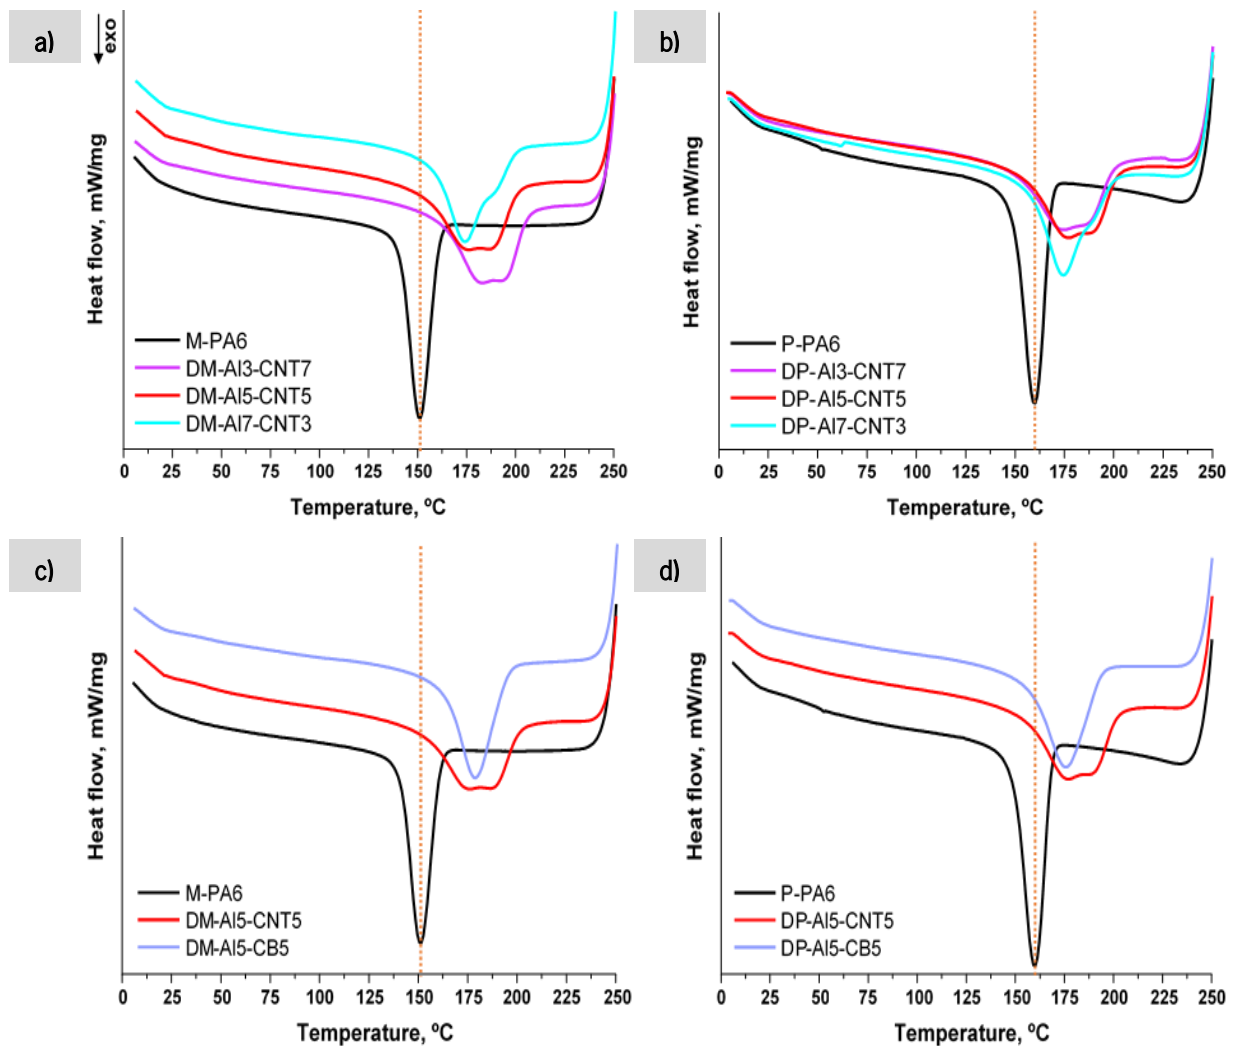 a)
exo
Heat flow, mW/mg
M-PA6
DM-Al3-CNT7
DM-Al5-CNT5
DM-Al7-CNT3
0 25 50 75 100 125 150 175 200 225 250
Temperature, ºC
b)
Heat flow, mW/mg
P-PA6
DP-Al3-CNT7
DP-Al5-CNT5
DP-Al7-CNT3
0 25 50 75 100 125 150 175 200 225 250
Temperature, ºC
c)
Heat flow, mW/mg
M-PA6
DM-Al5-CNT5
DM-Al5-CB5
0 25 50 75 100 125 150 175 200 225 250
Temperature, ºC
d)
Heat flow, mW/mg
P-PA6
DP-Al5-CNT5
DP-Al5-CB5
0 25 50 75 100 125 150 175 200 225 250
Temperature, ºC